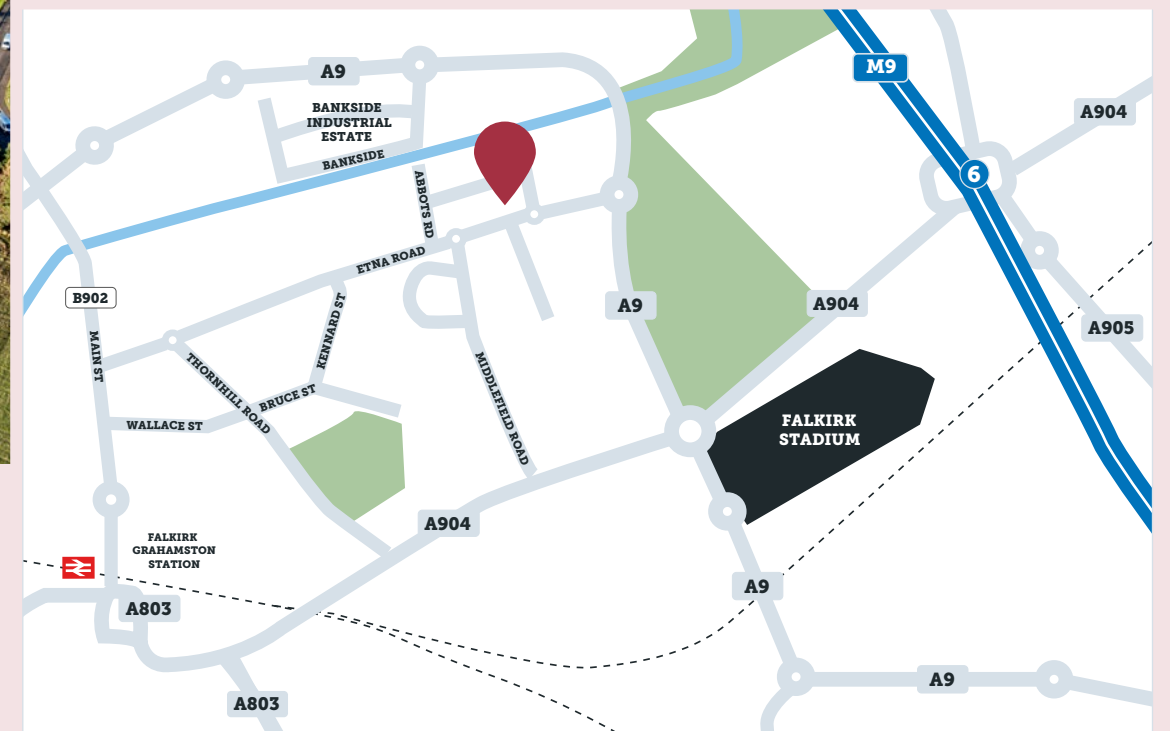 M9
A9
A904
BANKSIDE
INDUSTRIAL
ESTATE
BANKSIDE
6
ABBOTS RD
ETNA ROAD
B902
A9
A904
A905
MAIN ST
KENNARD ST
THORNHILL ROAD
MIDDLEFIELD ROAD
BRUCE ST
WALLACE ST
FALKIRK
STADIUM
A904
FALKIRK
GRAHAMSTON
STATION
A9
A803
A9
A803